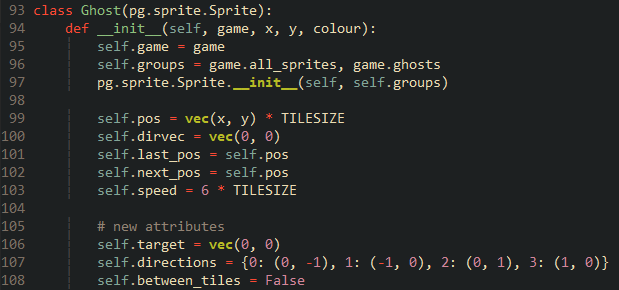 93 class Ghost(pg.sprite.Sprite):
94     def __init__(self, game, x, y, colour):
95         self.game = game
96         self.groups = game.all_sprites, game.ghosts
97         pg.sprite.Sprite.__init__(self, self.groups)
98
99         self.pos = vec(x, y) * TILESIZE
100         self.dirvec = vec(0, 0)
101         self.last_pos = self.pos
102         self.next_pos = self.pos
103         self.speed = 6 * TILESIZE
104
105         # new attributes
106         self.target = vec(0, 0)
107         self.directions = {0: (0, -1), 1: (-1, 0), 2: (0, 1), 3: (1, 0)}
108         self.between_tiles = False